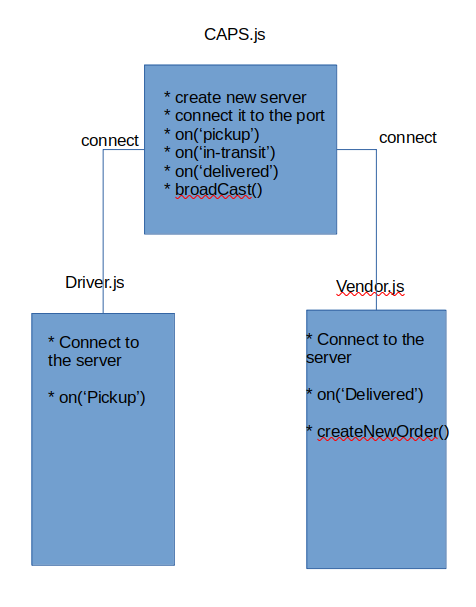 CAPS.js
* create new server
* connect it to the port
* on(‘pickup’)
* on(‘in-transit’)
* on(‘delivered’)
* broadCast()
connect
connect
Driver.js
* Connect to
the server
* on(‘Pickup’)
Vendor.js
* Connect to the
server
* on(‘Delivered’)
* createNewOrder()